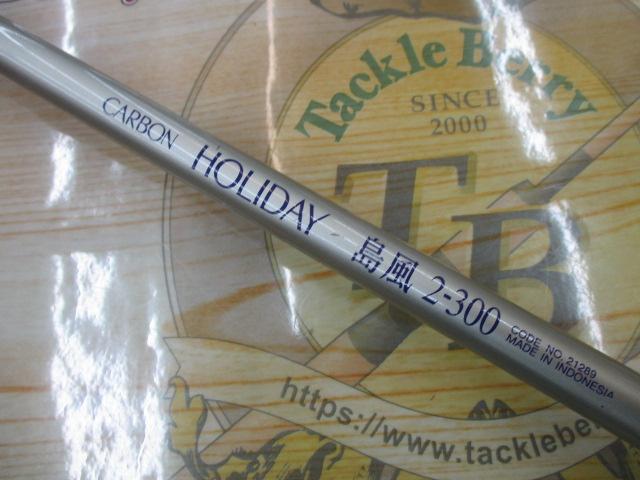 Tackle Berry
SINCE
2000
TB
CARBON HOLIDAY 島風 2-300
CODE NO. 21289
MADE IN INDONESIA
https://
www.tacklebe